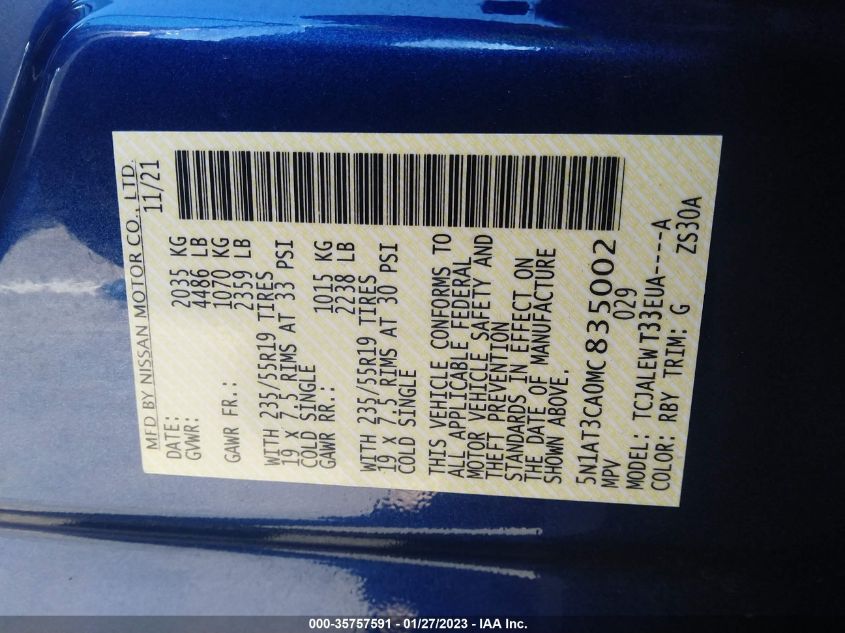 MFD BY NISSAN MOTOR CO., LTD.
DATE: 11/21
GVWR: 2035 KG
4486 LB
GAWR FR.: 1070 KG
2359 LB
WITH 235/55R19 TIRES
19 X 7.5 RIMS AT 33 PSI
COLD SINGLE
GAWR RR.: 1015 KG
2238 LB
WITH 235/55R19 TIRES
19 X 7.5 RIMS AT 30 PSI
COLD SINGLE
THIS VEHICLE CONFORMS TO
ALL APPLICABLE FEDERAL
MOTOR VEHICLE SAFETY AND
THEFT PREVENTION
STANDARDS IN EFFECT ON
THE DATE OF MANUFACTURE
SHOWN ABOVE.
5N1AT3CA0MC835002
MPV 029
MODEL: TCJALEWT33EUA-----A
COLOR: RBY TRIM: G ZS30A
000-35757591 - 01/27/2023 - IAA Inc.